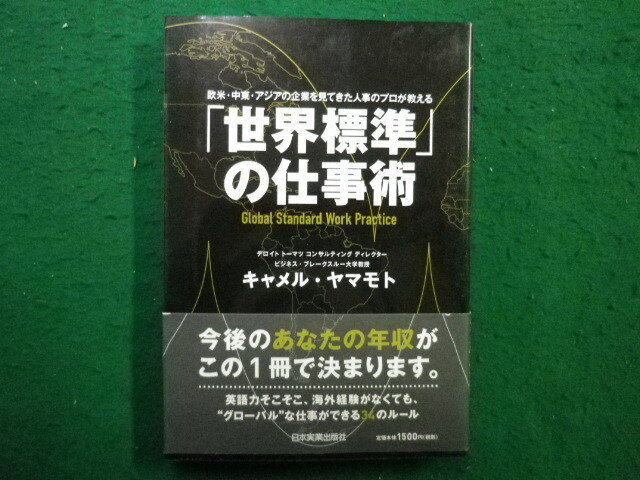 欧米・中東・アジアの企業を見てきた人事のプロが教える
「世界標準」
の仕事術
Global Standard Work Practice
デロイト トーマツ コンサルティング ディレクター
ビジネス・ブレークスルー大学教授
キャメル・ヤマモト
今後のあなたの年収が
この1冊で決まります。
英語力そこそこ、海外経験がなくても、
“グローバル”な仕事ができる34のルール
日本実業出版社
定価本体1500円(税別)